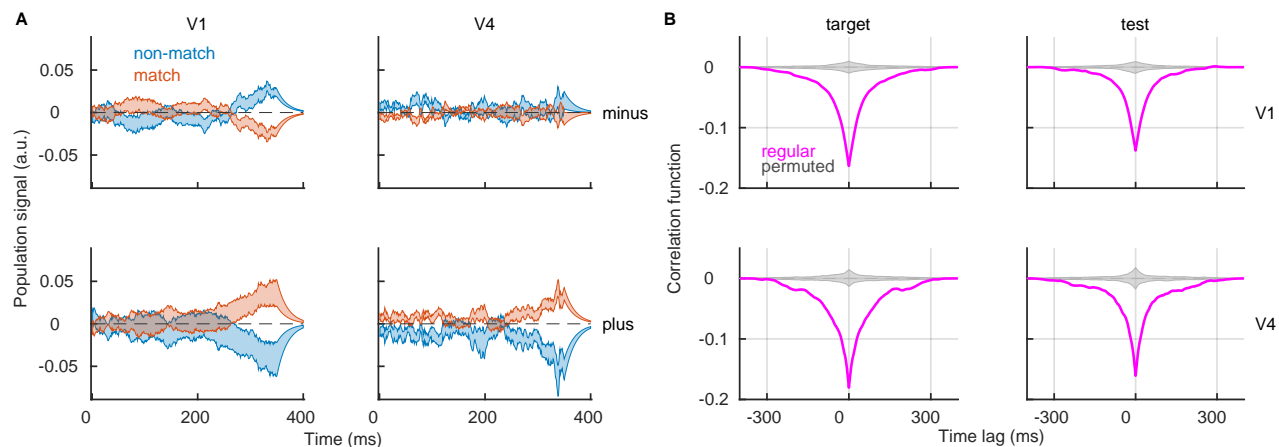 A
V1
V4
B
target
test
non-match
match
0.05
0
-0.05
minus
0
-0.1
-0.2
regular
permuted
V1
Population signal (a.u.)
Correlation function
0.05
0
-0.05
plus
0
-0.1
-0.2
V4
0
200
400
0
200
400
-300
0
300
-300
0
300
Time (ms)
Time lag (ms)